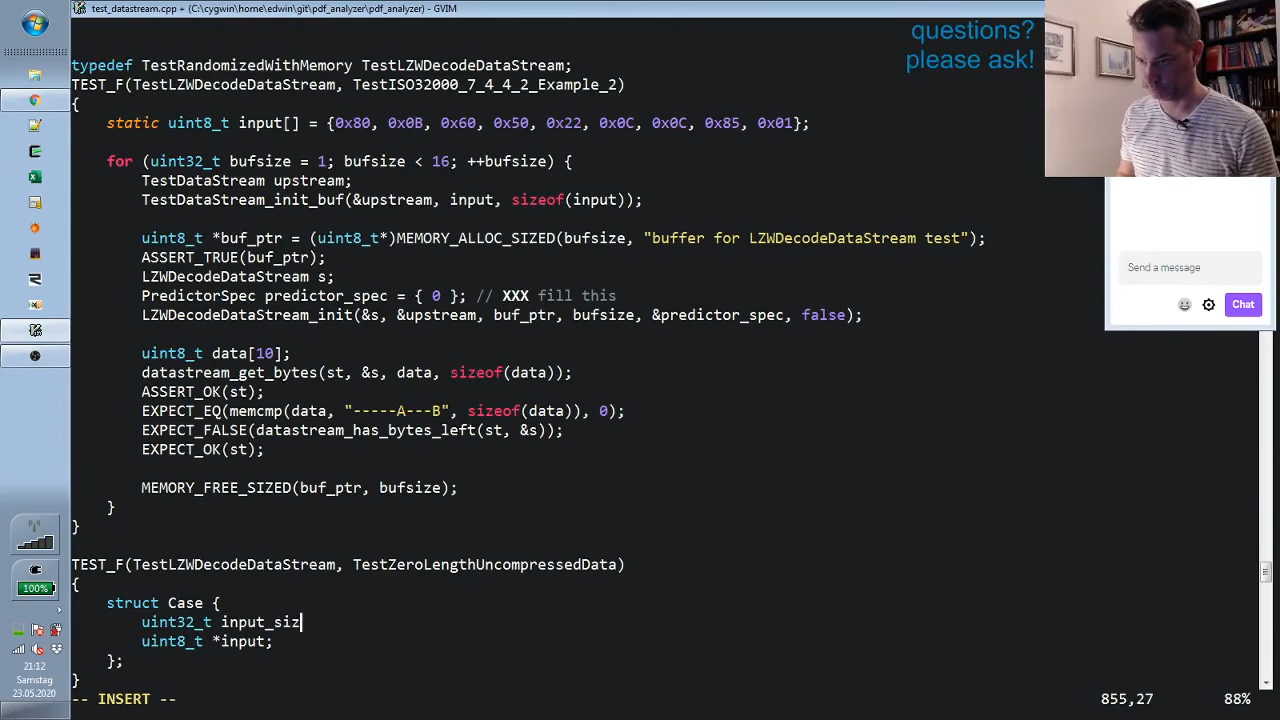 test_datastream.cpp + (C:\cygwin\home\edwin\git\pdf_analyzer\pdf_analyzer) - GVIM
questions?
please ask!
typedef TestRandomizedWithMemory TestLZWDecodeDataStream;
TEST_F(TestLZWDecodeDataStream, TestISO32000_7_4_4_2_Example_2)
{
    static uint8_t input[] = {0x80, 0x0B, 0x60, 0x50, 0x22, 0x0C, 0x0C, 0x85, 0x01};
    for (uint32_t bufsize = 1; bufsize < 16; ++bufsize) {
        TestDataStream upstream;
        TestDataStream_init_buf(&upstream, input, sizeof(input));
        uint8_t *buf_ptr = (uint8_t*)MEMORY_ALLOC_SIZED(bufsize, "buffer for LZWDecodeDataStream test");
        ASSERT_TRUE(buf_ptr);
        LZWDecodeDataStream s;
        PredictorSpec predictor_spec = { 0 }; // XXX fill this
        LZWDecodeDataStream_init(&s, &upstream, buf_ptr, bufsize, &predictor_spec, false);
        uint8_t data[10];
        datastream_get_bytes(st, &s, data, sizeof(data));
        ASSERT_OK(st);
        EXPECT_EQ(memcmp(data, "-----A---B", sizeof(data)), 0);
        EXPECT_FALSE(datastream_has_bytes_left(st, &s));
        EXPECT_OK(st);
        MEMORY_FREE_SIZED(buf_ptr, bufsize);
    }
}
TEST_F(TestLZWDecodeDataStream, TestZeroLengthUncompressedData)
{
    struct Case {
        uint32_t input_siz
        uint8_t *input;
    };
}
-- INSERT --
855,27
88%
Send a message
Chat
100%
21:12
Samstag
23.05.2020